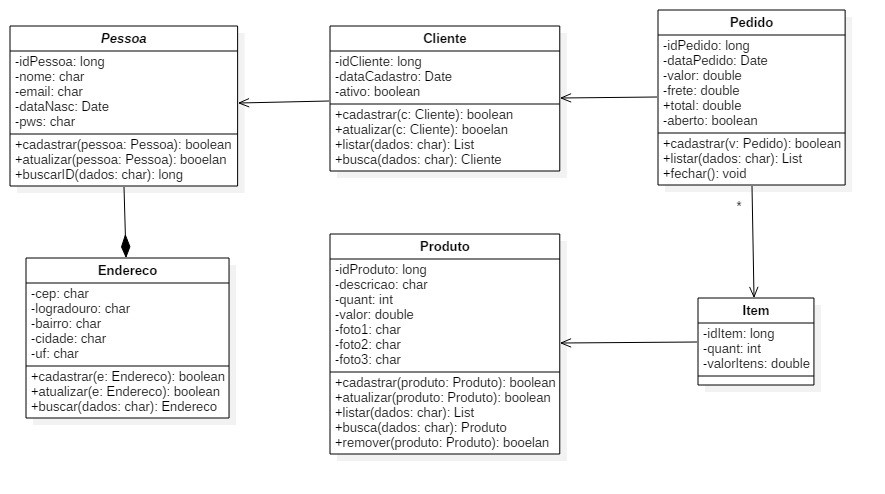 Pessoa
-idPessoa: long
-nome: char
-email: char
-dataNasc: Date
-pws: char
+cadastrar(pessoa: Pessoa): boolean
+atualizar(pessoa: Pessoa): booelan
+buscarID(dados: char): long
Cliente
-idCliente: long
-dataCadastro: Date
-ativo: boolean
+cadastrar(c: Cliente): boolean
+atualizar(c: Cliente): booelan
+listar(dados: char): List
+busca(dados: char): Cliente
Pedido
-idPedido: long
-dataPedido: Date
-valor: double
-frete: double
+total: double
-aberto: boolean
+cadastrar(v: Pedido): boolean
+listar(dados: char): List
+fechar(): void
*
Endereco
-cep: char
-logradouro: char
-bairro: char
-cidade: char
-uf: char
+cadastrar(e: Endereco): boolean
+atualizar(e: Endereco): boolean
+buscar(dados: char): Endereco
Produto
-idProduto: long
-descricao: char
-quant: int
-valor: double
-foto1: char
-foto2: char
-foto3: char
+cadastrar(produto: Produto): boolean
+atualizar(produto: Produto): boolean
+listar(dados: char): List
+busca(dados: char): Produto
+remover(produto: Produto): booelan
Item
-idItem: long
-quant: int
-valorItens: double